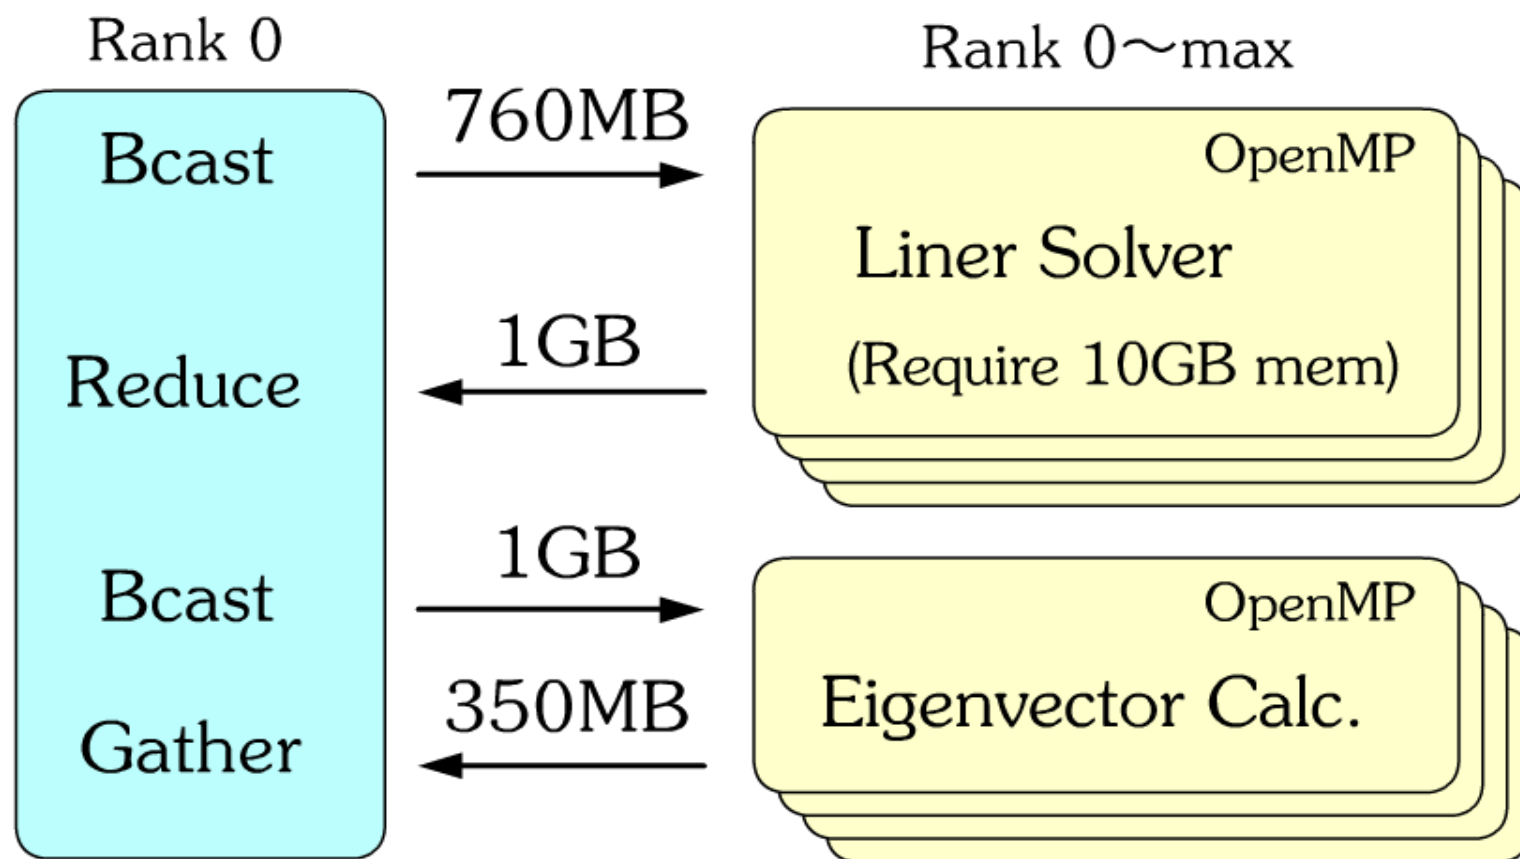 Rank 0
Rank 0～max
Bcast
760MB
OpenMP
Liner Solver
Reduce
1GB
(Require 10GB mem)
Bcast
1GB
OpenMP
Gather
350MB
Eigenvector Calc.